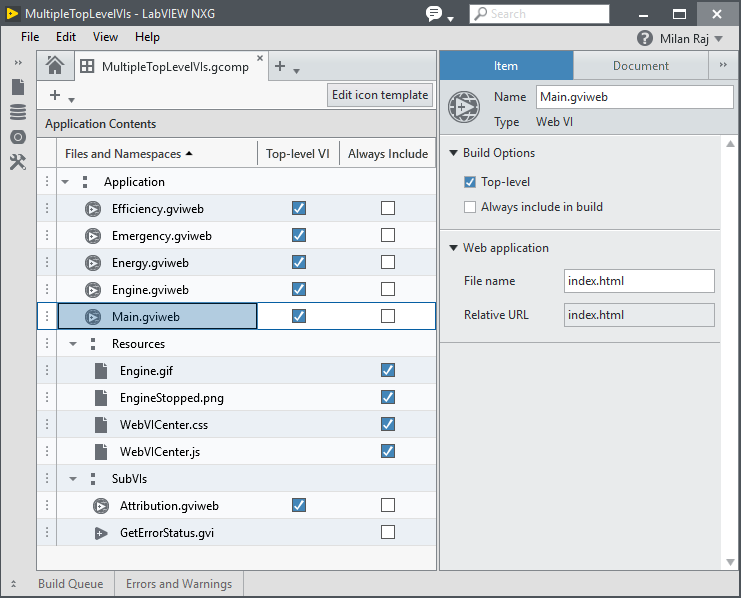 MultipleTopLevelVIs - LabVIEW NXG
Search
File Edit View Help
Milan Raj
MultipleTopLevelVIs.gcomp
Edit icon template
Application Contents
Files and Namespaces Top-level VI Always Include
Application
Efficiency.gviweb
Emergency.gviweb
Energy.gviweb
Engine.gviweb
Main.gviweb
Resources
Engine.gif
EngineStopped.png
WebVICenter.css
WebVICenter.js
SubVIs
Attribution.gviweb
GetErrorStatus.gvi
Item Document
Name Main.gviweb
Type Web VI
Build Options
Top-level
Always include in build
Web application
File name index.html
Relative URL index.html
Build Queue Errors and Warnings